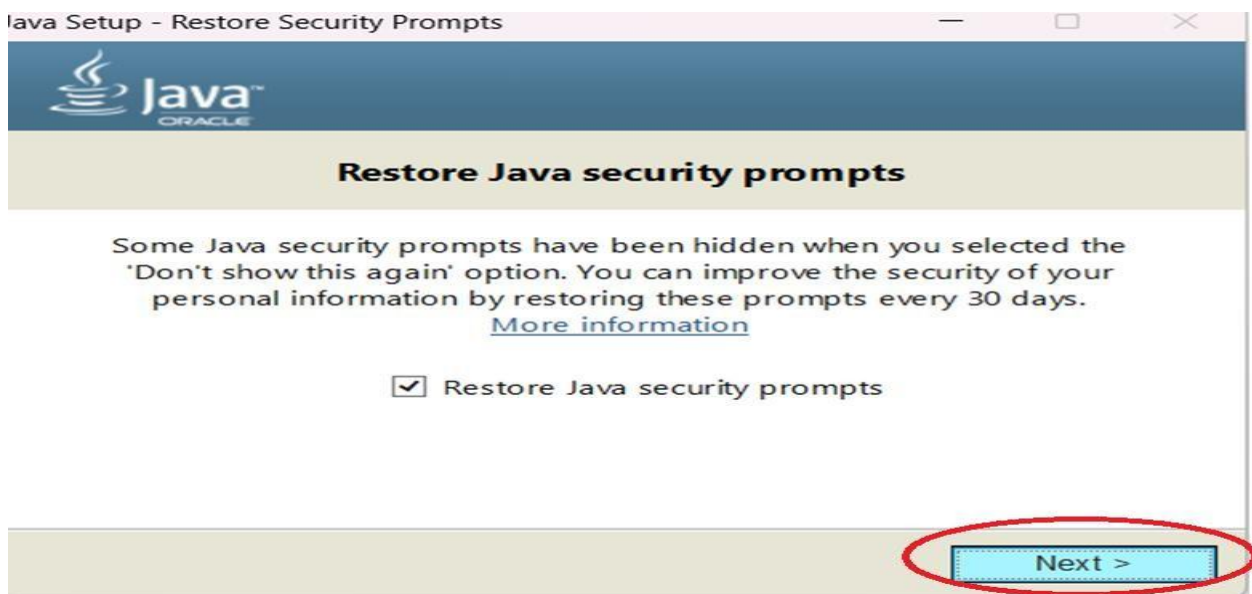 Java Setup - Restore Security Prompts
Java™
ORACLE
Restore Java security prompts
Some Java security prompts have been hidden when you selected the
'Don't show this again' option. You can improve the security of your
personal information by restoring these prompts every 30 days.
More information
Restore Java security prompts
Next >